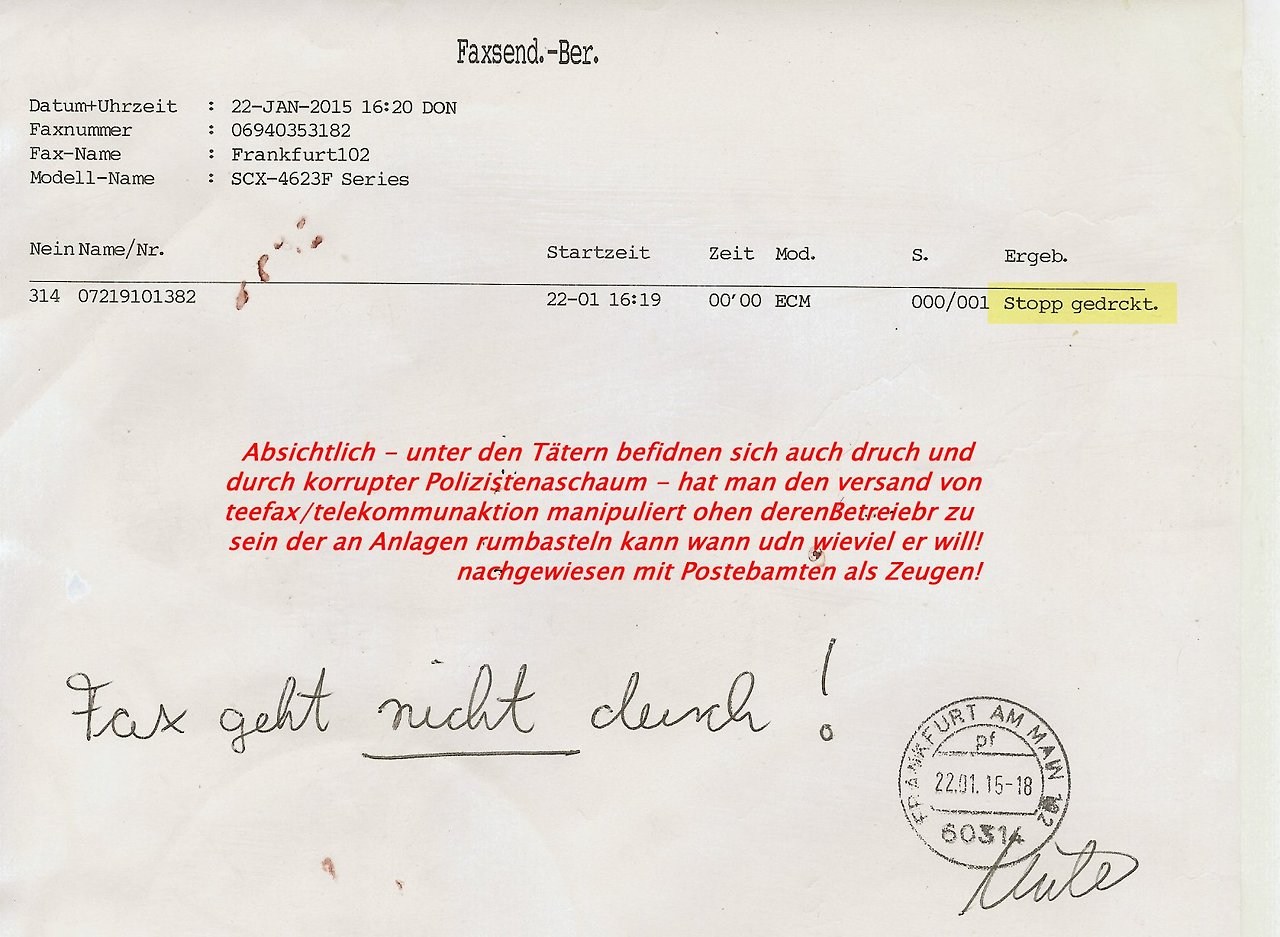 Faxsend.-Ber.
Datum+Uhrzeit : 22-JAN-2015 16:20 DON
Faxnummer : 06940353182
Fax-Name : Frankfurt102
Modell-Name : SCX-4623F Series
Nein Name/Nr. Startzeit Zeit Mod. S. Ergeb.
314 07219101382 22-01 16:19 00'00 ECM 000/001 Stopp gedrckt.
Absichtlich - unter den Tätern befidnen sich auch druch und
durch korrupter Polizistenaschaum - hat man den versand von
teefax/telekommunaktion manipuliert ohen derenBetreiebr zu
sein der an Anlagen rumbasteln kann wann udn wieviel er will!
nachgewiesen mit Postebamten als Zeugen!
Fax geht nicht durch !
FRANKFURT AM MAIN 102
pf
22.01.15-18
60314